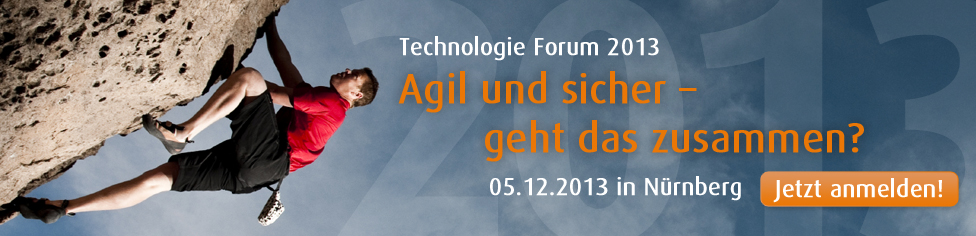 Technologie Forum 2013
Agil und sicher –
geht das zusammen?
05.12.2013 in Nürnberg
Jetzt anmelden!
2013